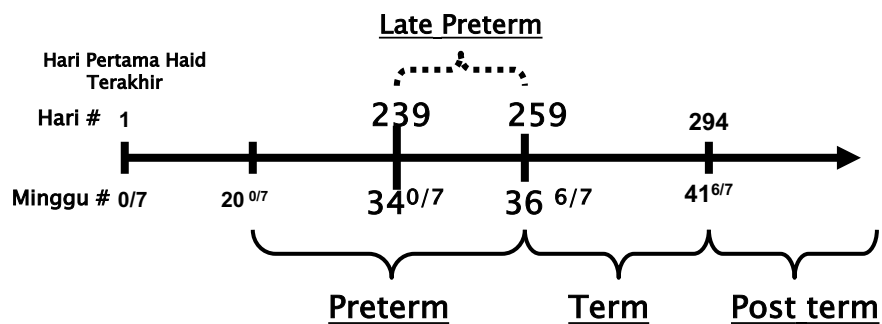 Late Preterm
Hari Pertama Haid
Terakhir
Hari # 1 239 259 294
Minggu # 0/7 20 0/7 34 0/7 36 6/7 41 6/7
Preterm Term Post term